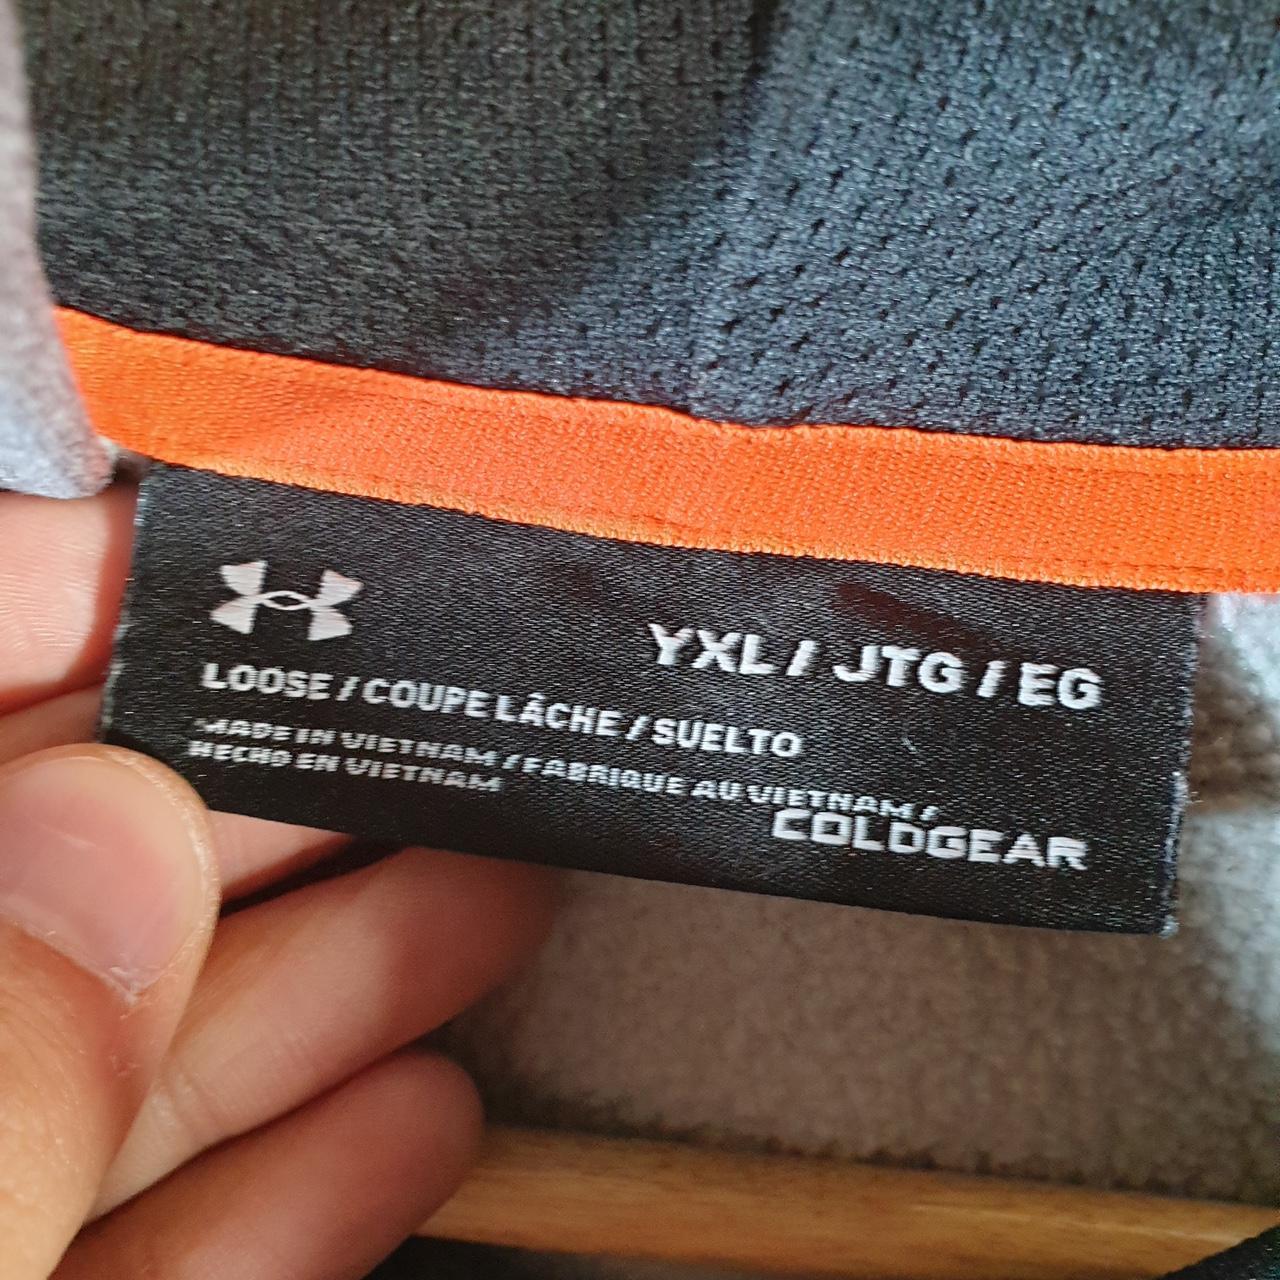 YXL / JTG / EG
LOOSE / COUPE LÂCHE / SUELTO
MADE IN VIETNAM / FABRIQUE AU VIETNAM /
HECHO EN VIETNAM
COLDGEAR